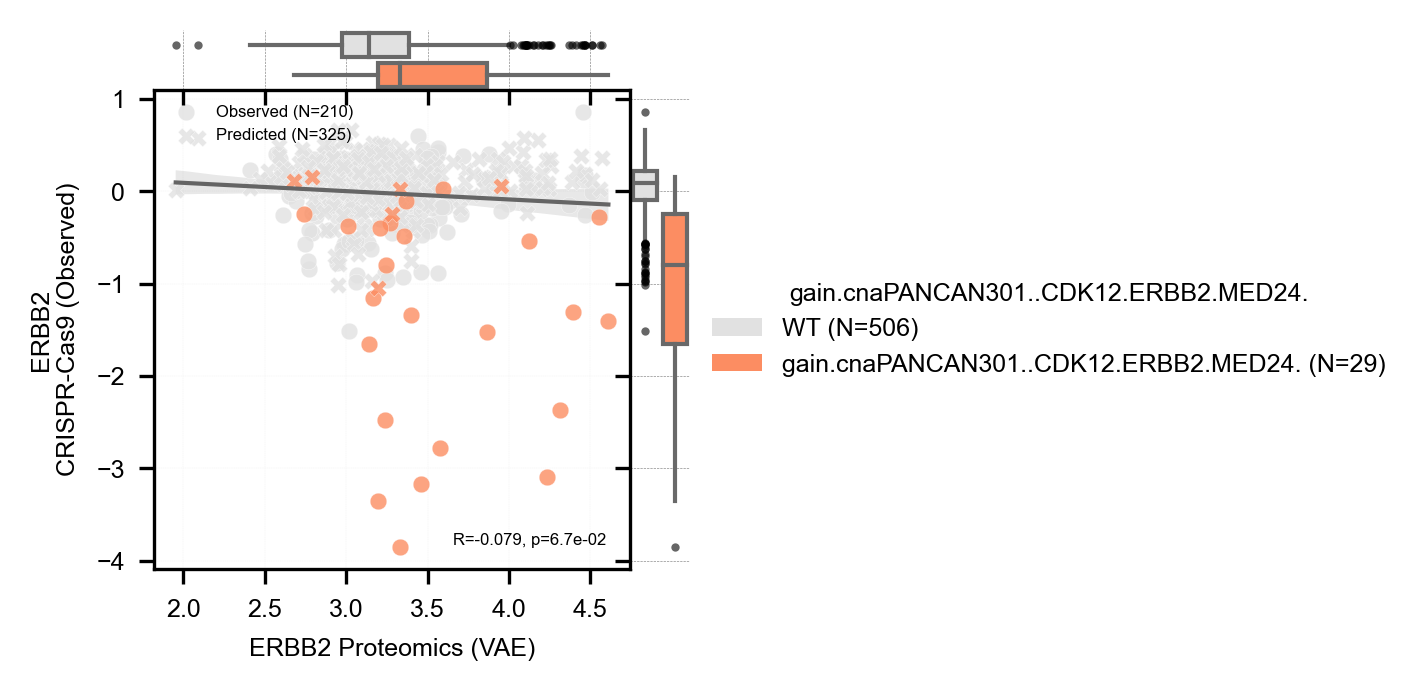 Observed (N=210)
Predicted (N=325)
1
0
−1
−2
−3
−4
ERBB2
CRISPR-Cas9 (Observed)
R=-0.079, p=6.7e-02
2.0 2.5 3.0 3.5 4.0 4.5
ERBB2 Proteomics (VAE)
gain.cnaPANCAN301..CDK12.ERBB2.MED24.
WT (N=506)
gain.cnaPANCAN301..CDK12.ERBB2.MED24. (N=29)